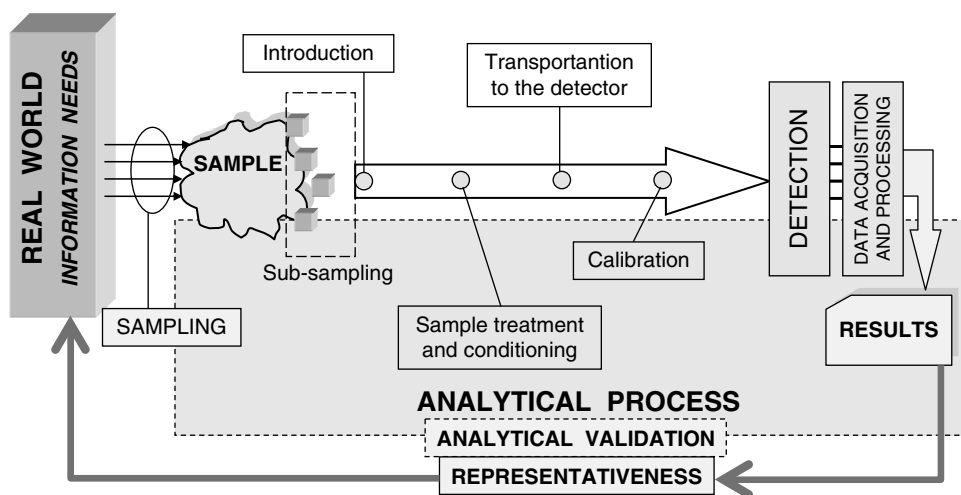 REAL WORLD
INFORMATION NEEDS
SAMPLING
SAMPLE
Sub-sampling
Introduction
Sample treatment
and conditioning
Transportantion
to the detector
Calibration
DETECTION
DATA ACQUISITION
AND PROCESSING
RESULTS
ANALYTICAL PROCESS
ANALYTICAL VALIDATION
REPRESENTATIVENESS